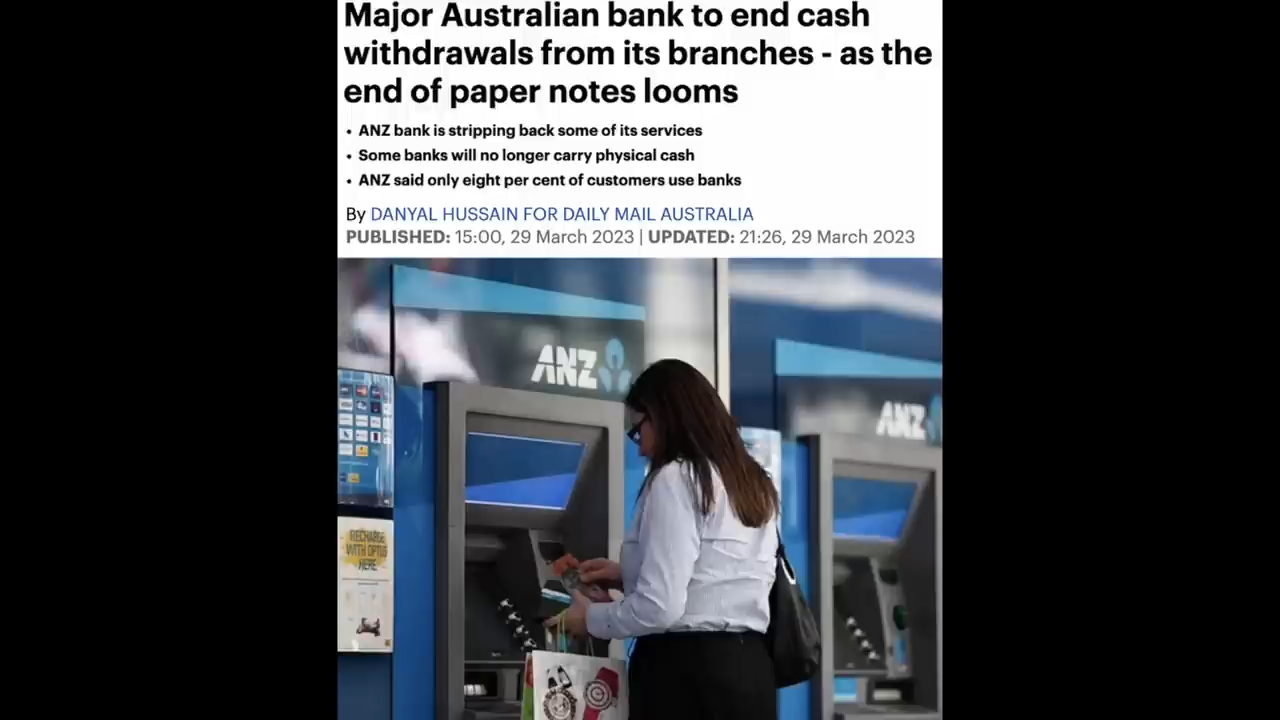 Major Australian bank to end cash
withdrawals from its branches - as the
end of paper notes looms
• ANZ bank is stripping back some of its services
• Some banks will no longer carry physical cash
• ANZ said only eight per cent of customers use banks
By DANYAL HUSSAIN FOR DAILY MAIL AUSTRALIA
PUBLISHED: 15:00, 29 March 2023 | UPDATED: 21:26, 29 March 2023
ANZ
ANZ
RECHARGE
WITH OPTUS
HERE